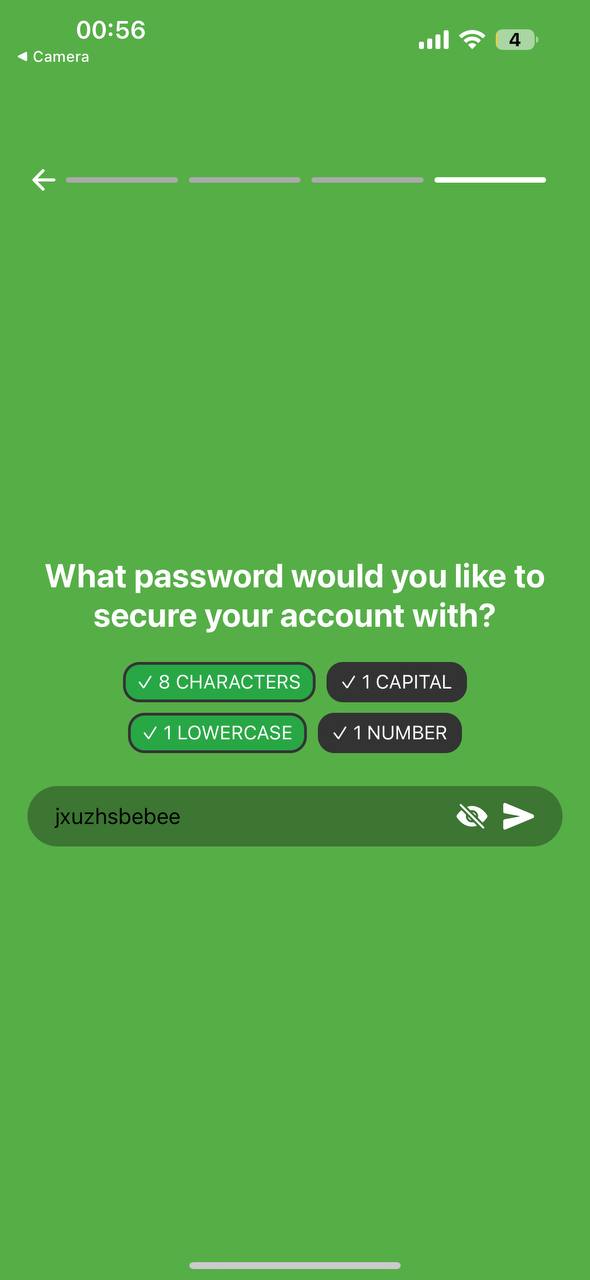 00:56
4
◀ Camera
What password would you like to
secure your account with?
✓ 8 CHARACTERS ✓ 1 CAPITAL
✓ 1 LOWERCASE ✓ 1 NUMBER
jxuzhsbebee